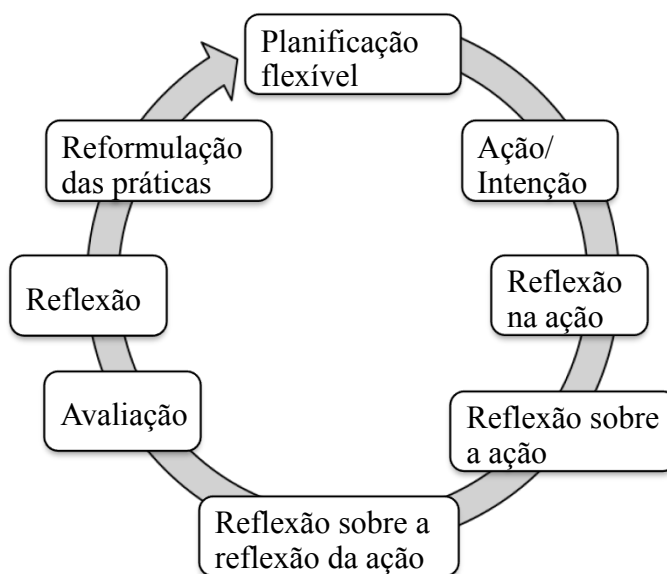 Planificação
flexível
Ação/
Intenção
Reflexão
na ação
Reflexão sobre
a ação
Reflexão sobre a
reflexão da ação
Avaliação
Reflexão
Reformulação
das práticas